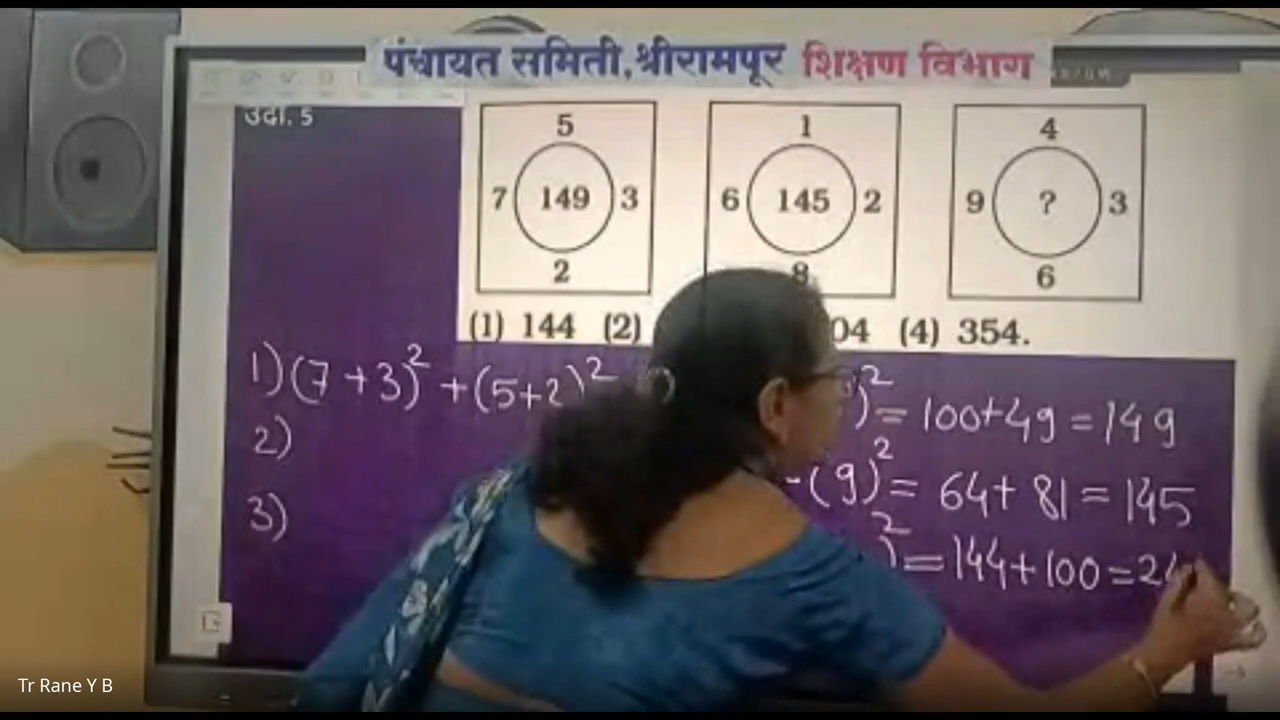 पंचायत समिती,श्रीरामपूर शिक्षण विभाग
उदा. 5
5 1 4
7 149 3 6 145 2 9 ? 3
2 8 6
(1) 144 (2) 04 (4) 354.
1) (7+3)² + (5+2)² )² = 100+49 = 149
2) (9)² = 64+ 81 = 145
3) )² = 144+100 = 24
Tr Rane Y B